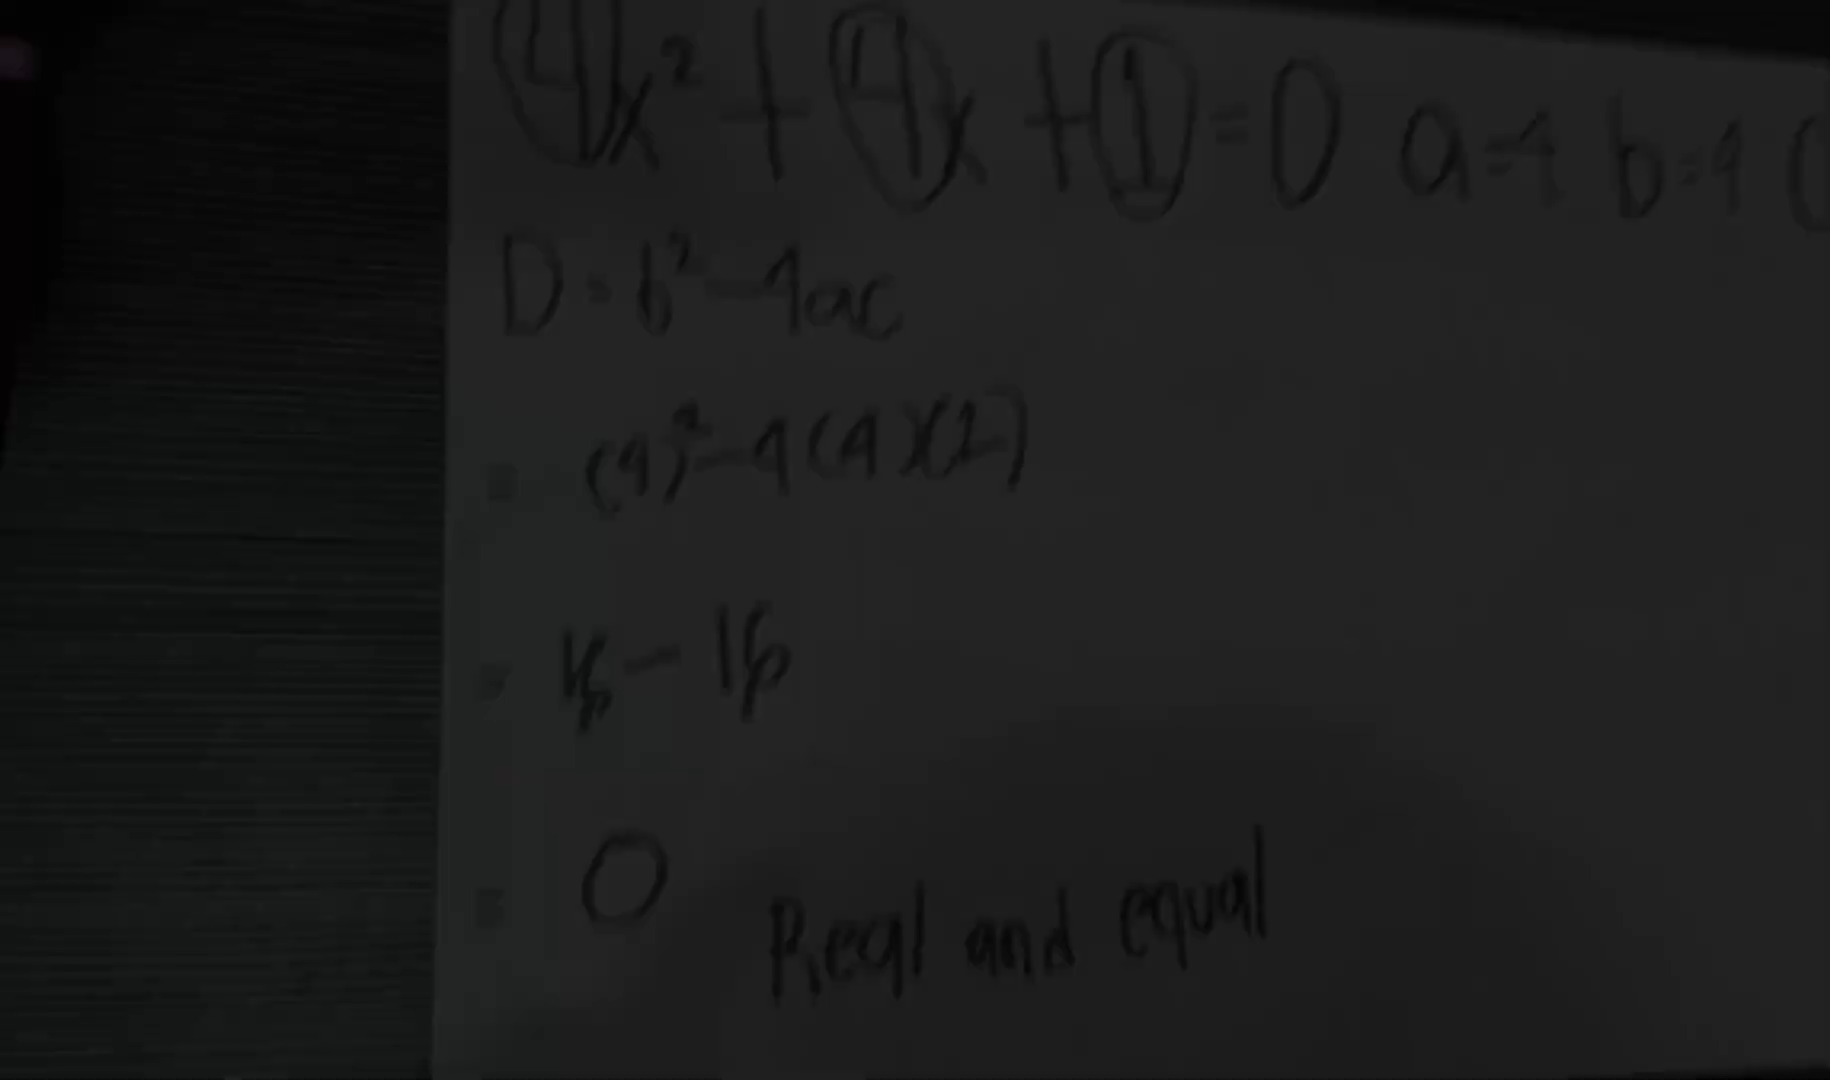 4x² + 4x + 1 = 0 a=4 b=4
D = b² - 4ac
= (4)² - 4(4)(1)
= 16 - 16
= 0 Real and equal